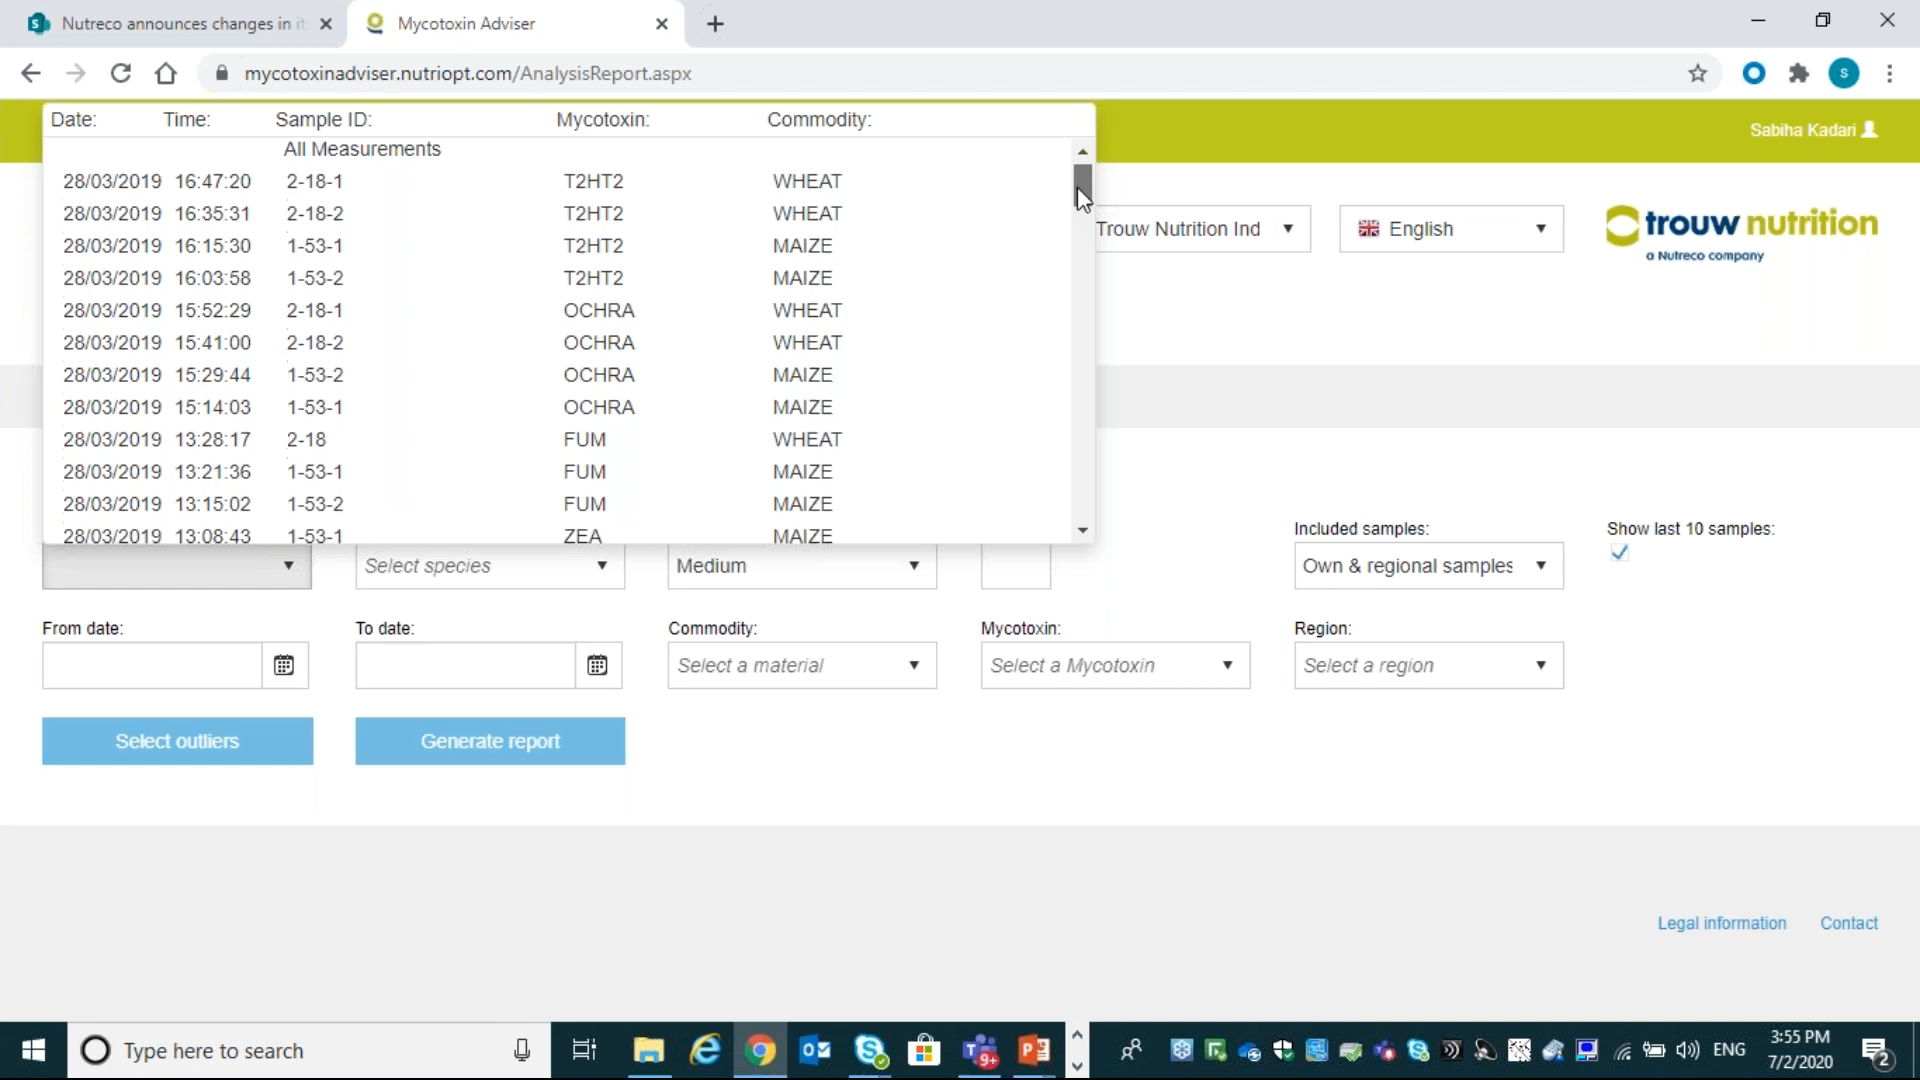 Nutreco announces changes in it
Mycotoxin Adviser
mycotoxinadviser.nutriopt.com/AnalysisReport.aspx
S
Date: Time: Sample ID: Mycotoxin: Commodity:
Sabiha Kadari
All Measurements
28/03/2019 16:47:20 2-18-1 T2HT2 WHEAT
28/03/2019 16:35:31 2-18-2 T2HT2 WHEAT
Trouw Nutrition Ind English trouw nutrition
28/03/2019 16:15:30 1-53-1 T2HT2 MAIZE
a Nutreco company
28/03/2019 16:03:58 1-53-2 T2HT2 MAIZE
28/03/2019 15:52:29 2-18-1 OCHRA WHEAT
28/03/2019 15:41:00 2-18-2 OCHRA WHEAT
28/03/2019 15:29:44 1-53-2 OCHRA MAIZE
28/03/2019 15:14:03 1-53-1 OCHRA MAIZE
28/03/2019 13:28:17 2-18 FUM WHEAT
28/03/2019 13:21:36 1-53-1 FUM MAIZE
28/03/2019 13:15:02 1-53-2 FUM MAIZE
28/03/2019 13:08:43 1-53-1 ZEA MAIZE
Included samples: Show last 10 samples:
Select species Medium Own & regional samples
From date: To date: Commodity: Mycotoxin: Region:
Select a material Select a Mycotoxin Select a region
Select outliers Generate report
Legal information Contact
Type here to search
9+
ENG
3:55 PM
7/2/2020
2